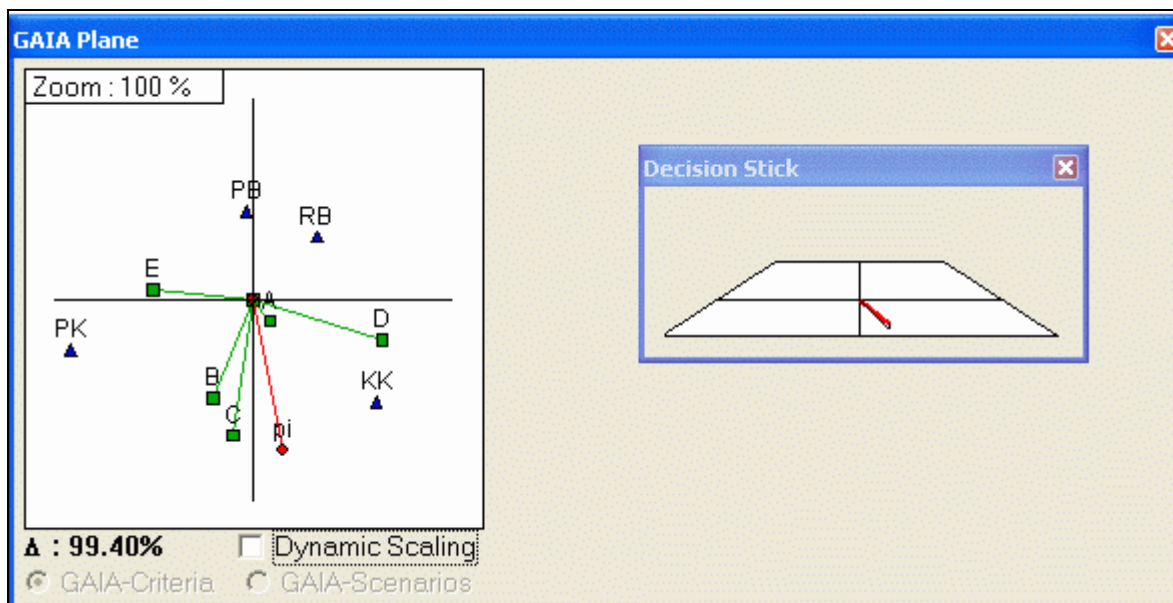 GAIA Plane
Zoom : 100 %
PB
RB
E
A
D
PK
B
KK
C
pi
Δ : 99.40%
Dynamic Scaling
GAIA-Criteria
GAIA-Scenarios
Decision Stick